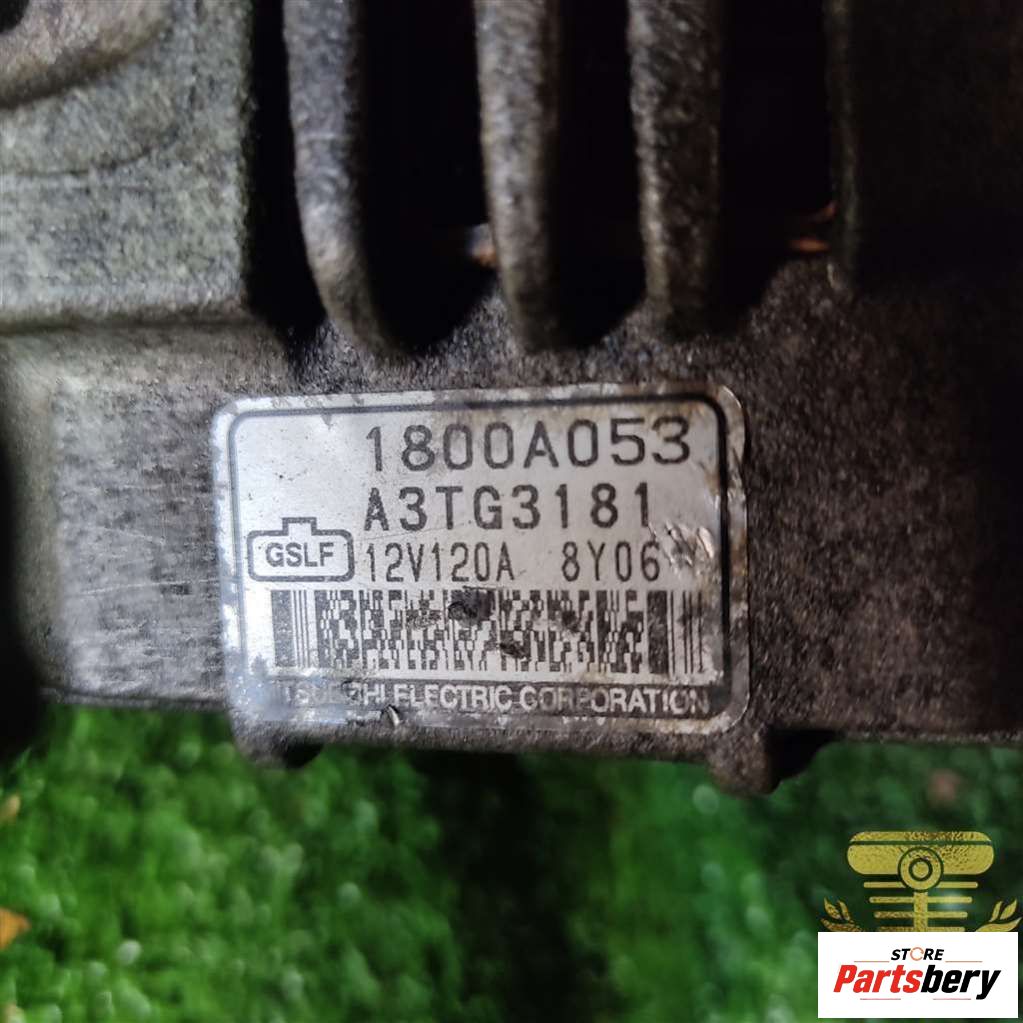 1800A053
A3TG3181
GSLF
12V120A 8Y06
ELECTRIC CORPORATION
STORE
Partsbery